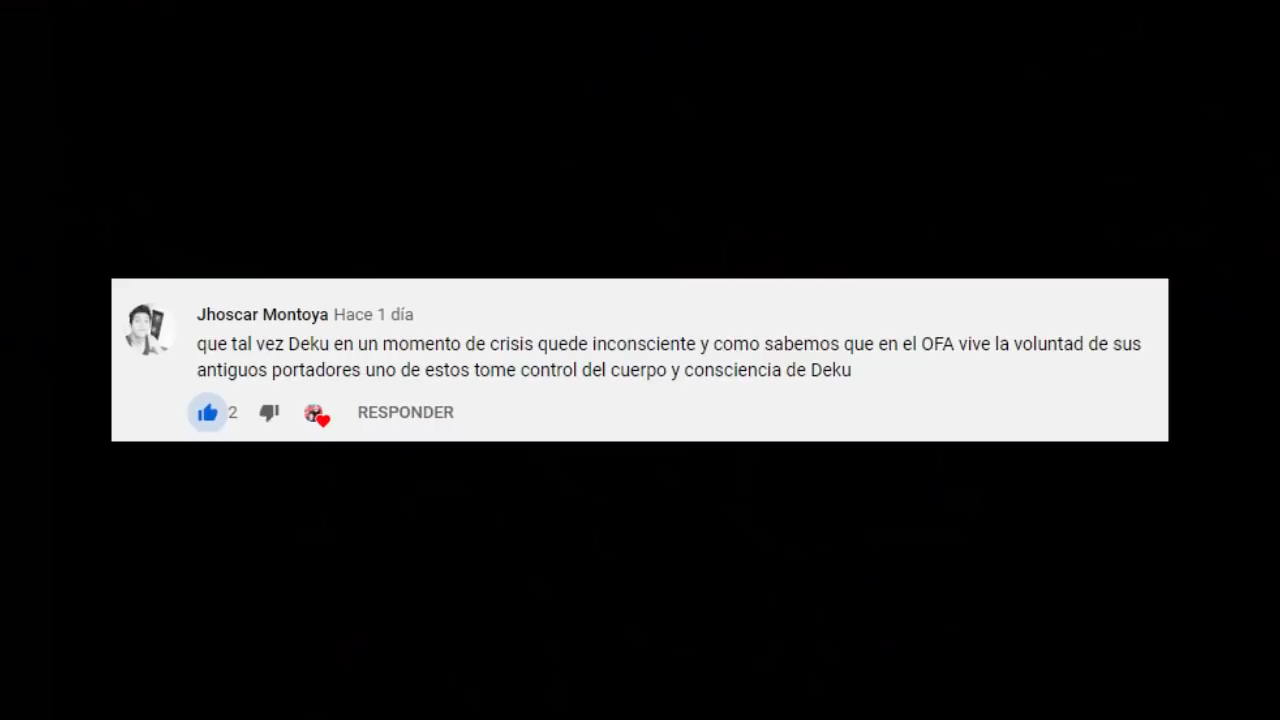 Jhoscar Montoya Hace 1 día
que tal vez Deku en un momento de crisis quede inconsciente y como sabemos que en el OFA vive la voluntad de sus
antiguos portadores uno de estos tome control del cuerpo y consciencia de Deku
2 RESPONDER